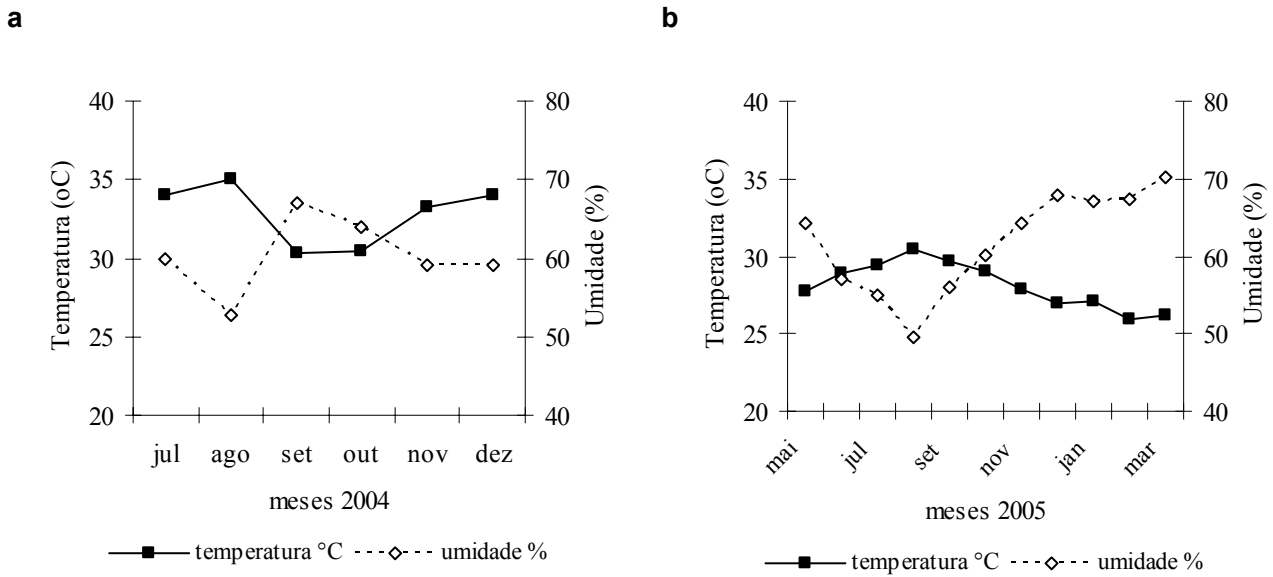 a
40
35
30
25
20
Temperatura (oC)
80
70
60
50
40
Umidade (%)
jul ago set out nov dez
meses 2004
temperatura °C umidade %
b
40
35
30
25
20
Temperatura (oC)
80
70
60
50
40
Umidade (%)
mai jul set nov jan mar
meses 2005
temperatura °C umidade %